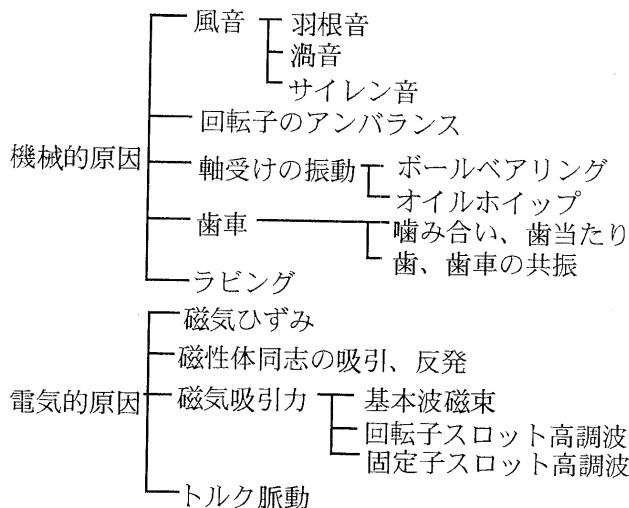 風音
羽根音
渦音
サイレン音
回転子のアンバランス
機械的原因
軸受けの振動
ボールベアリング
オイルホイップ
歯車
噛み合い、歯当たり
歯、歯車の共振
ラビング
磁気ひずみ
磁性体同志の吸引、反発
電気的原因
磁気吸引力
基本波磁束
回転子スロット高調波
固定子スロット高調波
トルク脈動